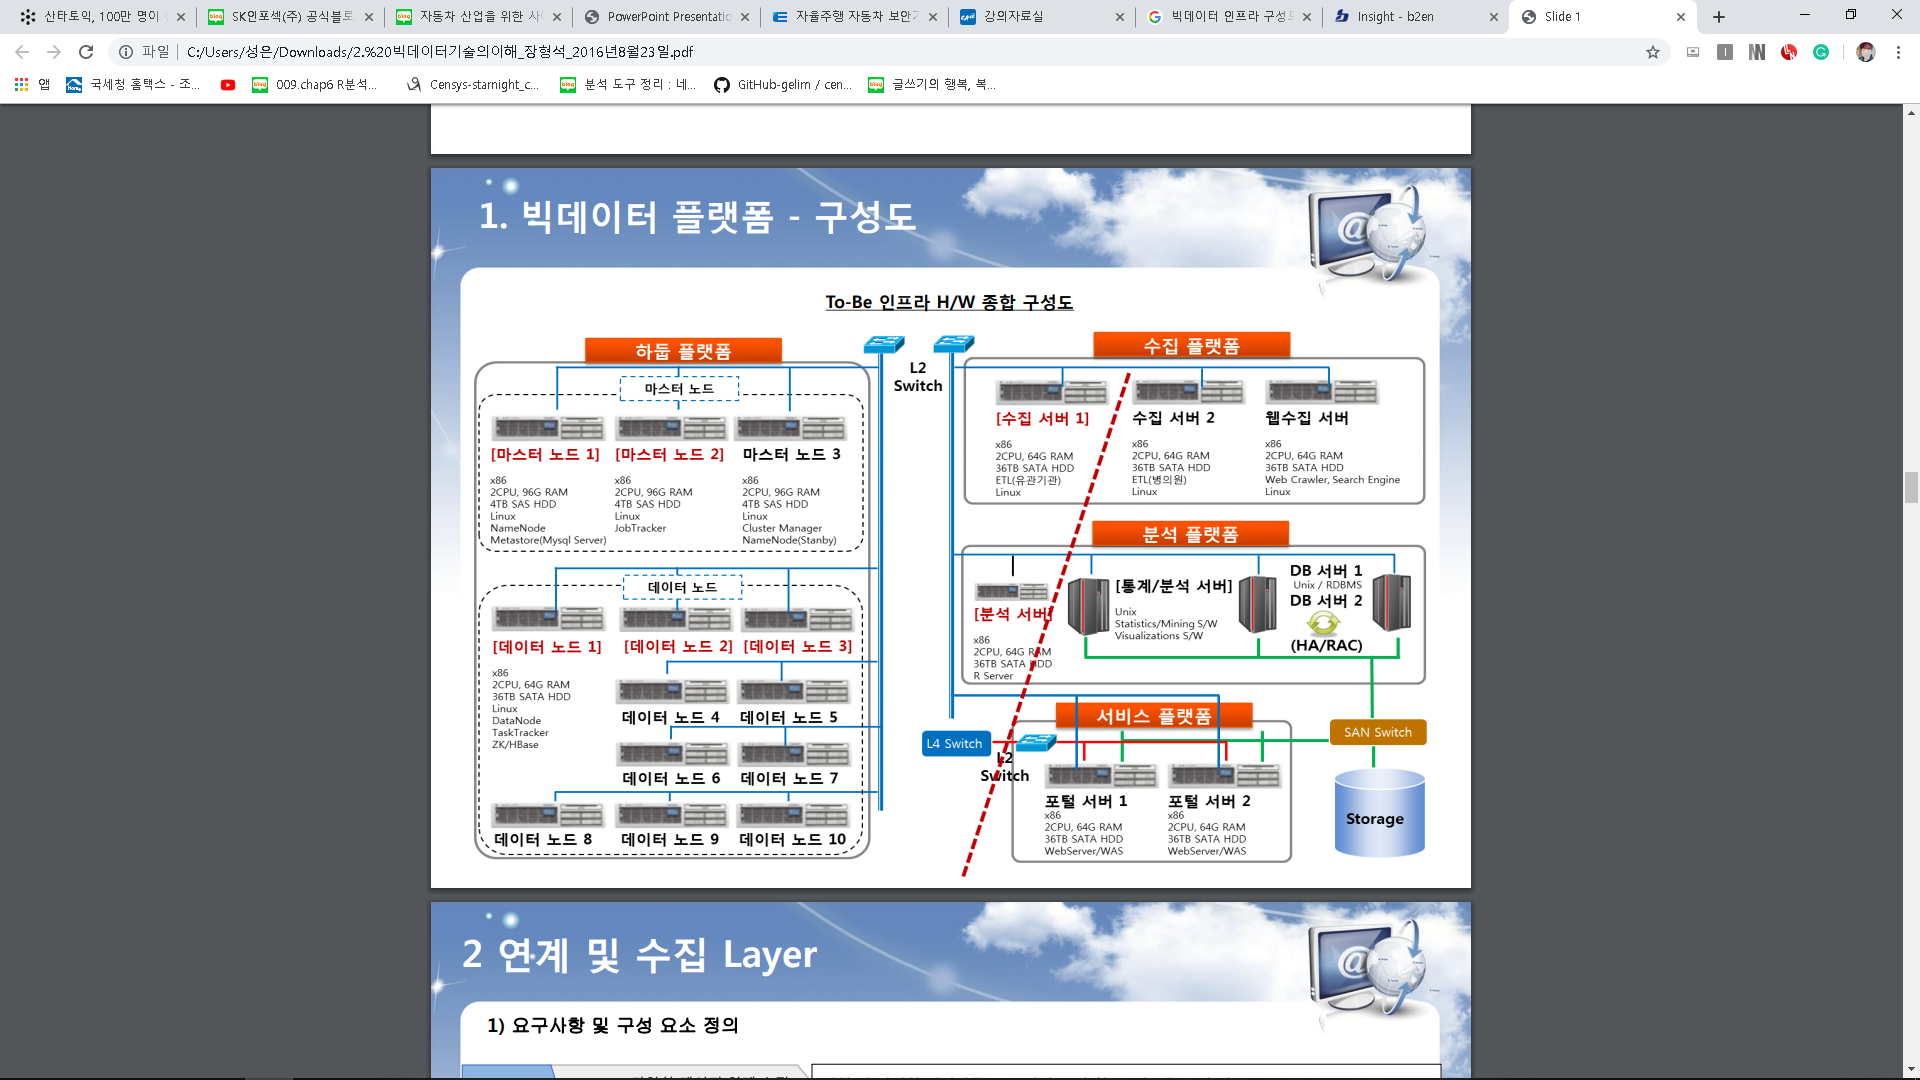 산타토익, 100만 명이
SK인포섹(주) 공식블로
자동차 산업을 위한 사
PowerPoint Presentatio
자율주행 자동차 보안
강의자료실
빅데이터 인프라 구성도
Insight - b2en
Slide 1
파일
C:/Users/성은/Downloads/2.%20빅데이터기술의이해_장형석_2016년8월23일.pdf
앱
국세청 홈택스 - 조...
009.chap6 R분석...
Censys-starnight_c...
분석 도구 정리 : 네...
GitHub-gelim / cen...
글쓰기의 행복, 복...
1. 빅데이터 플랫폼 - 구성도
To-Be 인프라 H/W 종합 구성도
하둡 플랫폼
마스터 노드
[마스터 노드 1]
x86
2CPU, 96G RAM
4TB SAS HDD
Linux
NameNode
Metastore(Mysql Server)
[마스터 노드 2]
x86
2CPU, 96G RAM
4TB SAS HDD
Linux
JobTracker
마스터 노드 3
x86
2CPU, 96G RAM
4TB SAS HDD
Linux
Cluster Manager
NameNode(Stanby)
데이터 노드
[데이터 노드 1]
x86
2CPU, 64G RAM
36TB SATA HDD
Linux
DataNode
TaskTracker
ZK/HBase
[데이터 노드 2]
[데이터 노드 3]
데이터 노드 4
데이터 노드 5
데이터 노드 6
데이터 노드 7
데이터 노드 8
데이터 노드 9
데이터 노드 10
L2
Switch
수집 플랫폼
[수집 서버 1]
x86
2CPU, 64G RAM
36TB SATA HDD
ETL(유관기관)
Linux
수집 서버 2
x86
2CPU, 64G RAM
36TB SATA HDD
ETL(병의원)
Linux
웹수집 서버
x86
2CPU, 64G RAM
36TB SATA HDD
Web Crawler, Search Engine
Linux
분석 플랫폼
[분석 서버]
x86
2CPU, 64G RAM
36TB SATA HDD
R Server
[통계/분석 서버]
Unix
Statistics/Mining S/W
Visualizations S/W
DB 서버 1
Unix / RDBMS
DB 서버 2
(HA/RAC)
서비스 플랫폼
L4 Switch
L2
Switch
포털 서버 1
x86
2CPU, 64G RAM
36TB SATA HDD
WebServer/WAS
포털 서버 2
x86
2CPU, 64G RAM
36TB SATA HDD
WebServer/WAS
SAN Switch
Storage
2 연계 및 수집 Layer
1) 요구사항 및 구성 요소 정의